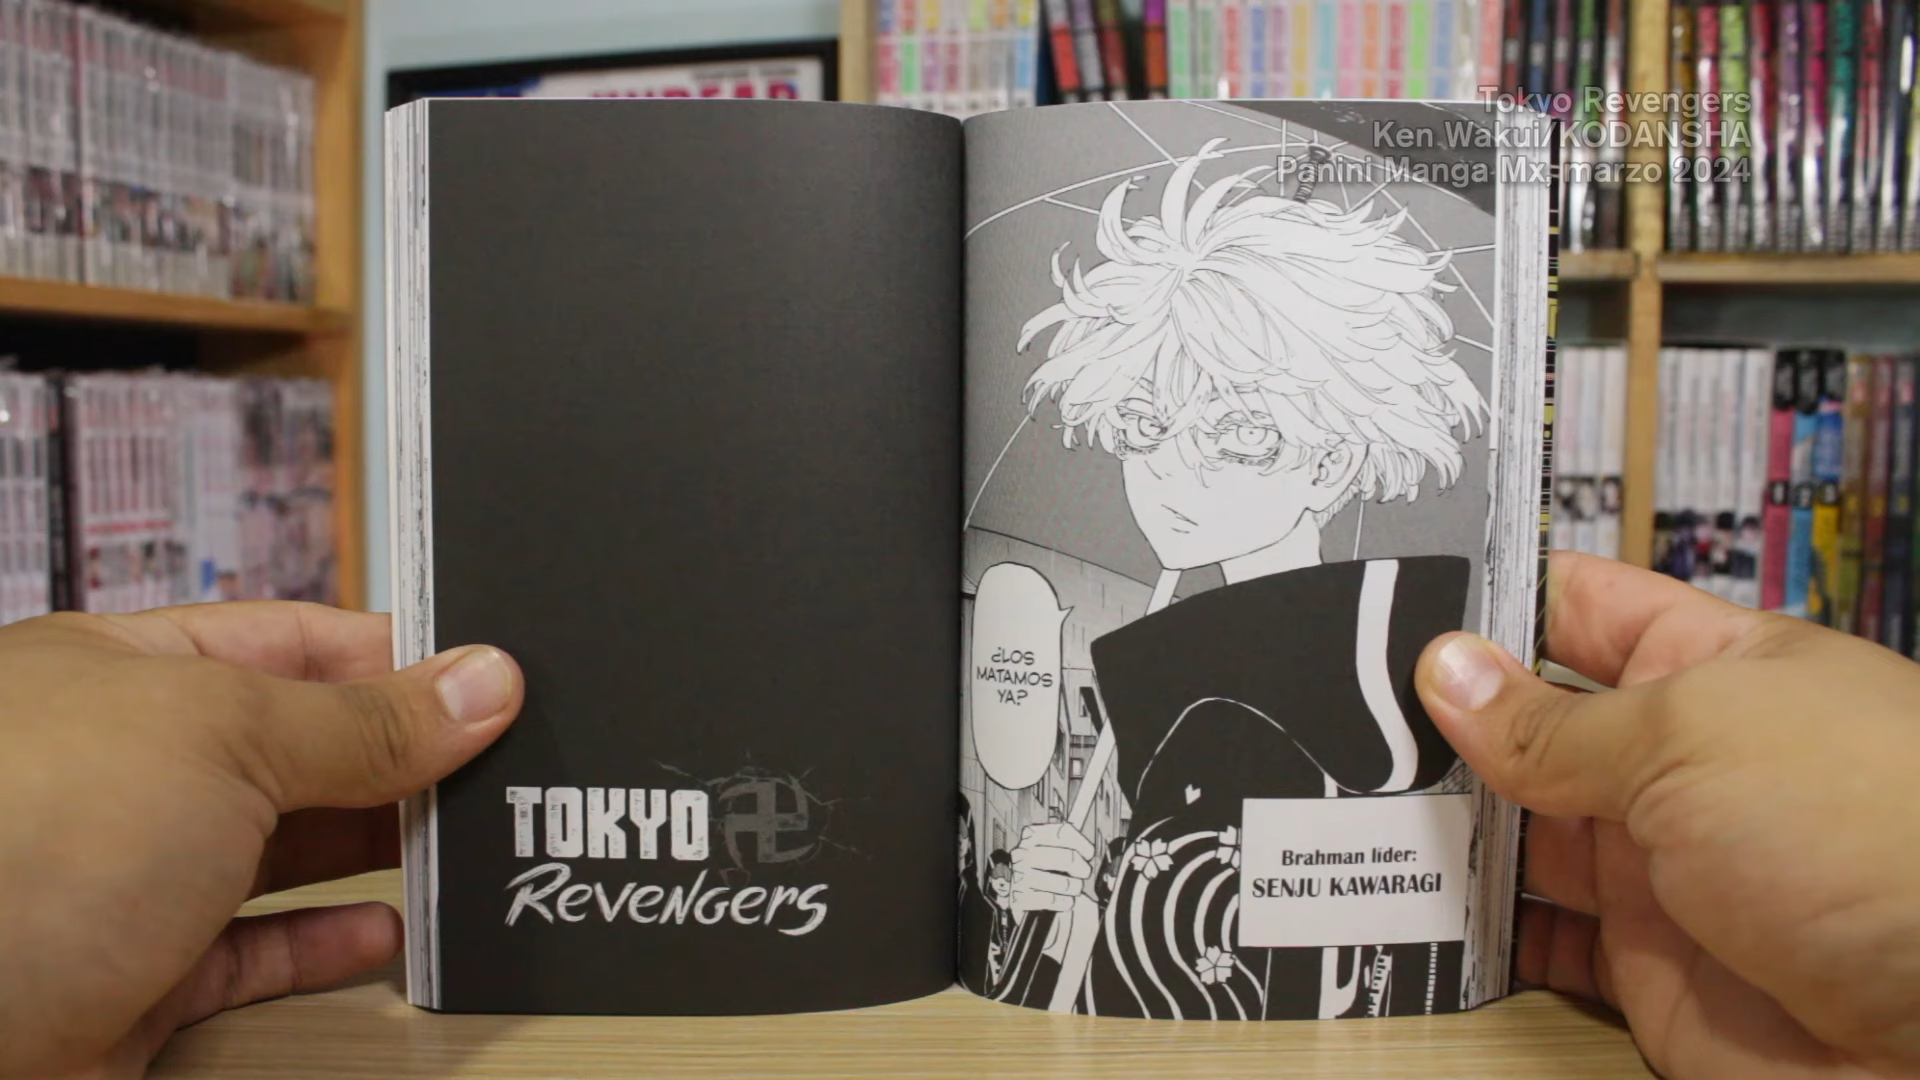 Tokyo Revengers
Ken Wakui/KODANSHA
Panini Manga Mx, marzo 2024
TOKYO
REVENGERS
¿LOS
MATAMOS
YA?
Brahman líder:
SENJU KAWARAGI